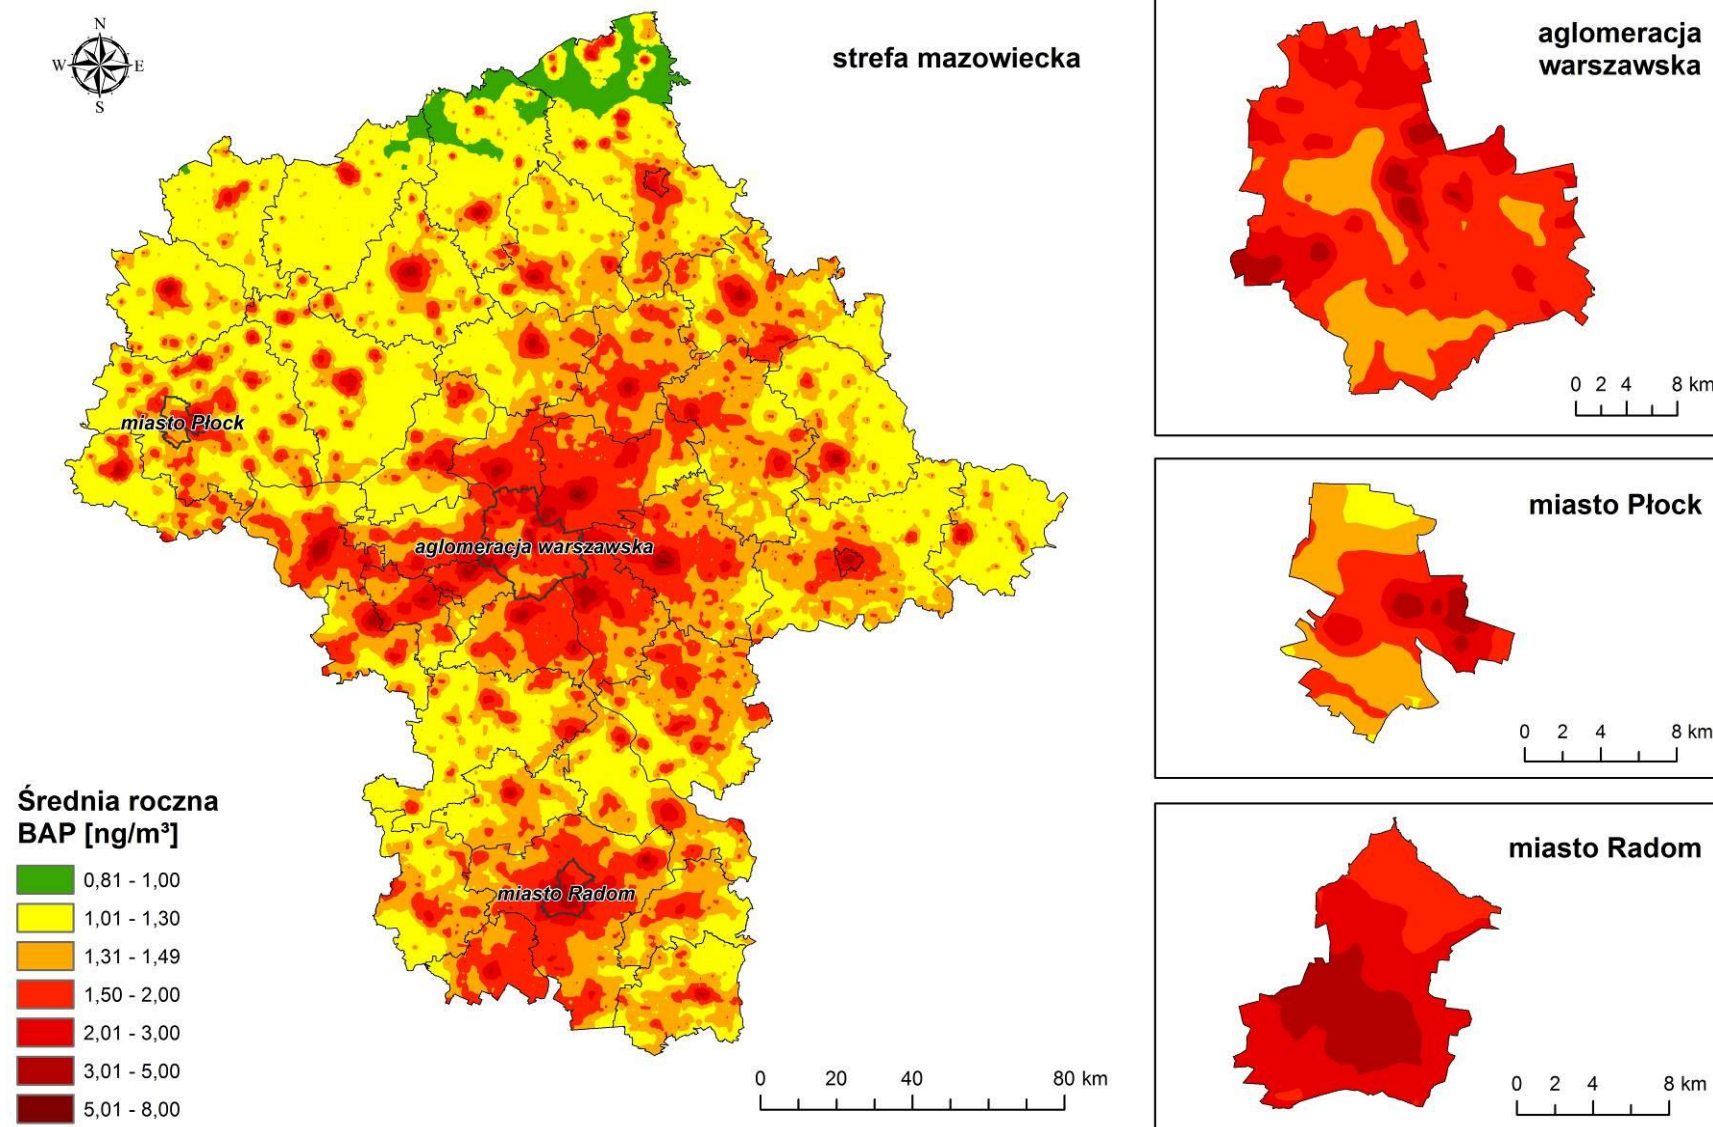 N
W E
S
strefa mazowiecka
miasto Płock
aglomeracja warszawska
miasto Radom
Średnia roczna
BAP [ng/m³]
0,81 - 1,00
1,01 - 1,30
1,31 - 1,49
1,50 - 2,00
2,01 - 3,00
3,01 - 5,00
5,01 - 8,00
0 20 40 80 km
aglomeracja
warszawska
0 2 4 8 km
miasto Płock
0 2 4 8 km
miasto Radom
0 2 4 8 km